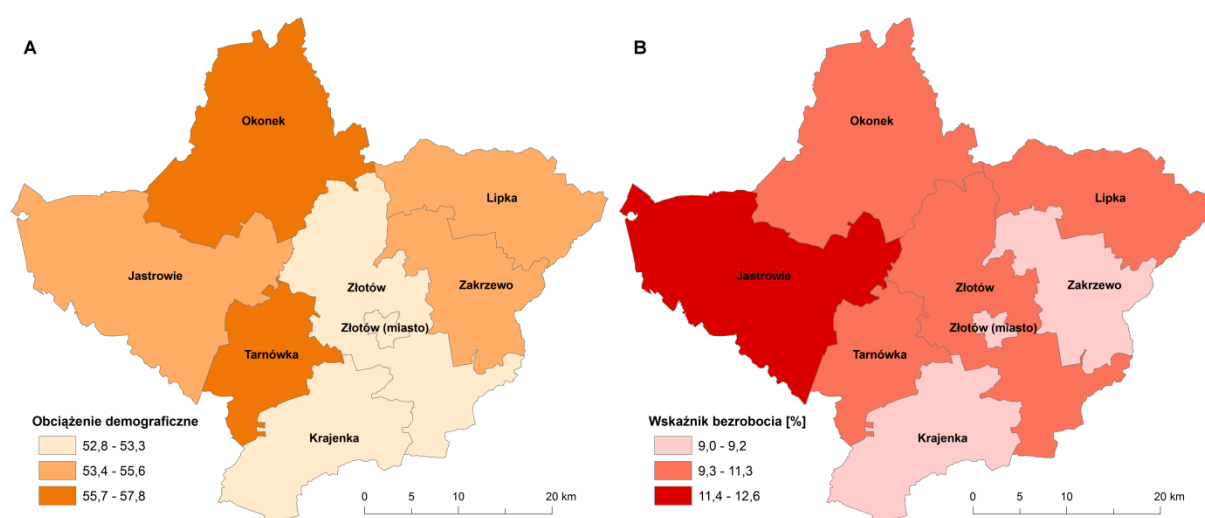 A
Okonek
Lipka
Jastrowie
Zakrzewo
Złotów
Złotów (miasto)
Tarnówka
Krajenka
Obciążenie demograficzne
52,8 - 53,3
53,4 - 55,6
55,7 - 57,8
0 5 10 20 km
B
Okonek
Lipka
Jastrowie
Zakrzewo
Złotów
Złotów (miasto)
Tarnówka
Krajenka
Wskaźnik bezrobocia [%]
9,0 - 9,2
9,3 - 11,3
11,4 - 12,6
0 5 10 20 km